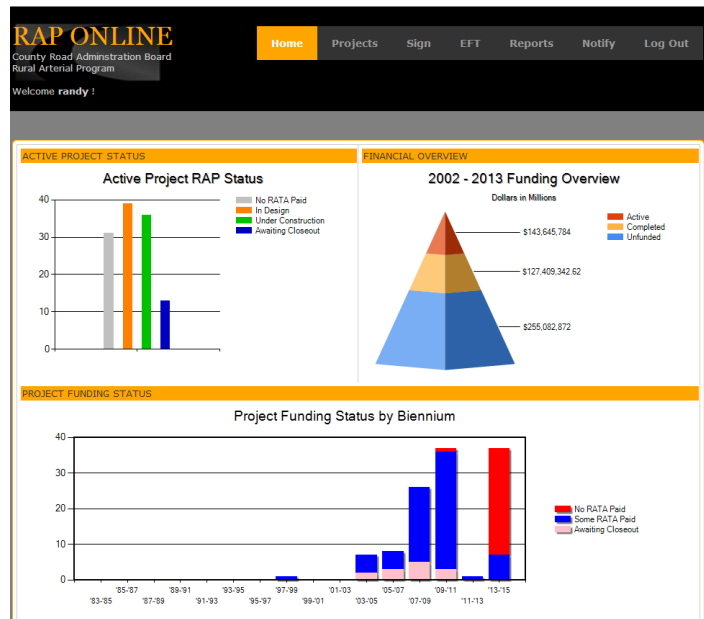 RAP ONLINE
County Road Adminstration Board
Rural Arterial Program
Welcome randy !
Home Projects Sign EFT Reports Notify Log Out
ACTIVE PROJECT STATUS
Active Project RAP Status
No RATA Paid
In Design
Under Construction
Awaiting Closeout
40
30
20
10
0
FINANCIAL OVERVIEW
2002 - 2013 Funding Overview
Dollars in Millions
Active
Completed
Unfunded
$143,645,784
$127,409,342.62
$255,082,872
PROJECT FUNDING STATUS
Project Funding Status by Biennium
40
30
20
10
0
'85-'87 '89-'91 '93-'95 '97-'99 '01-'03 '05-'07 '09-'11 '13-'15
'83-'85 '87-'89 '91-'93 '95-'97 '99-'01 '03-'05 '07-'09 '11-'13
No RATA Paid
Some RATA Paid
Awaiting Closeout